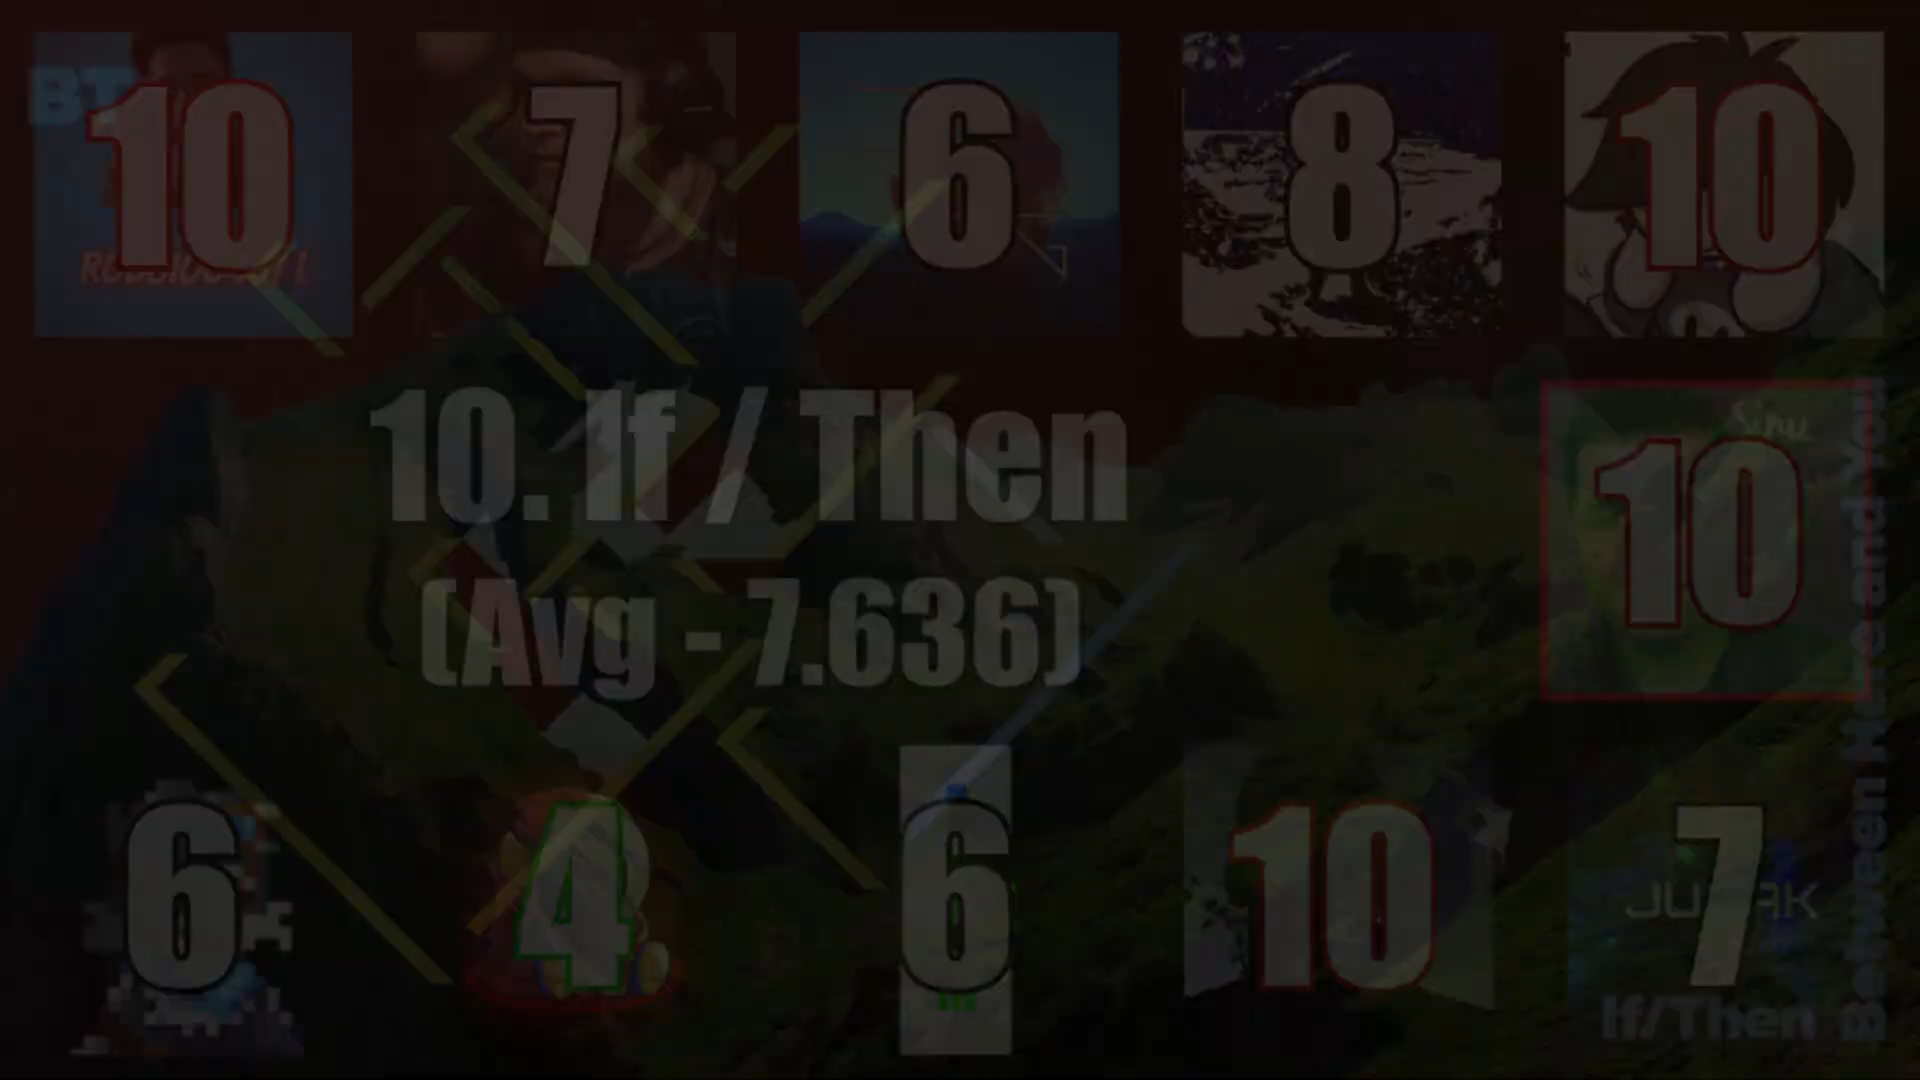 BT
10
7
6
8
10
10. If / Then
(Avg - 7.636)
10
Between Here and You
6
4
6
10
7
If/Then